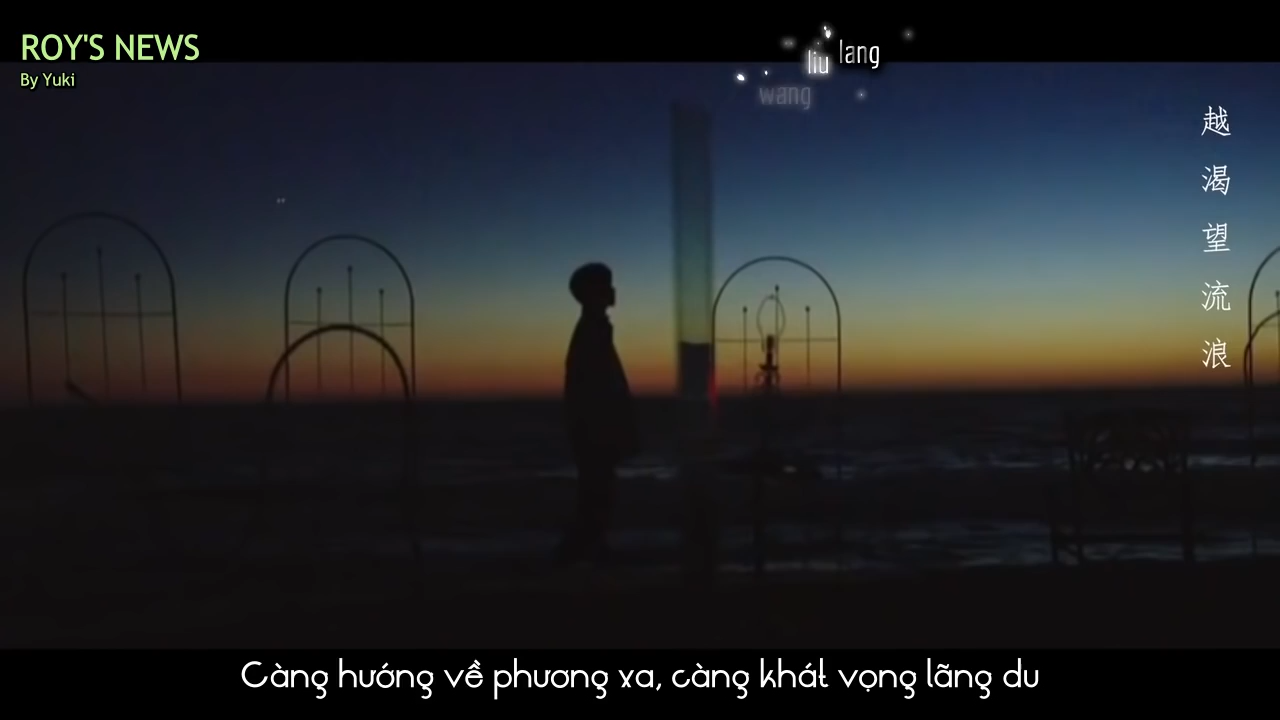 ROY'S NEWS
By Yuki
wang liu lang
越渴望流浪
Càng hướng về phương xa, càng khát vọng lãng du